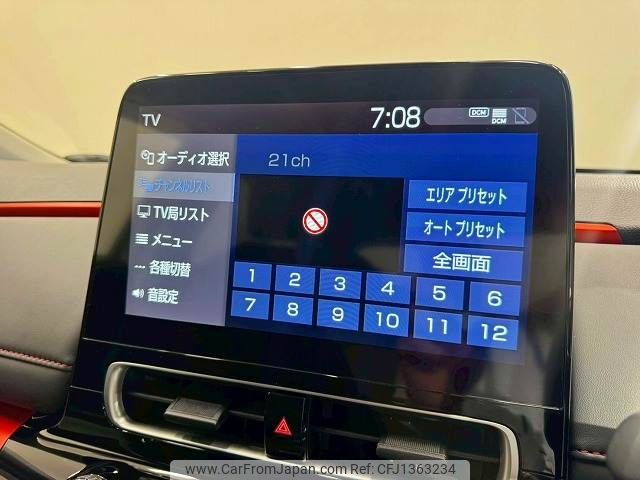 TV
7:08
DCM
DCM
オーディオ選択
21ch
チャンネルリスト
エリア プリセット
TV局リスト
オート プリセット
メニュー
全画面
各種切替
1 2 3 4 5 6
音設定
7 8 9 10 11 12
www.CarFromJapan.com - CFJ1363234